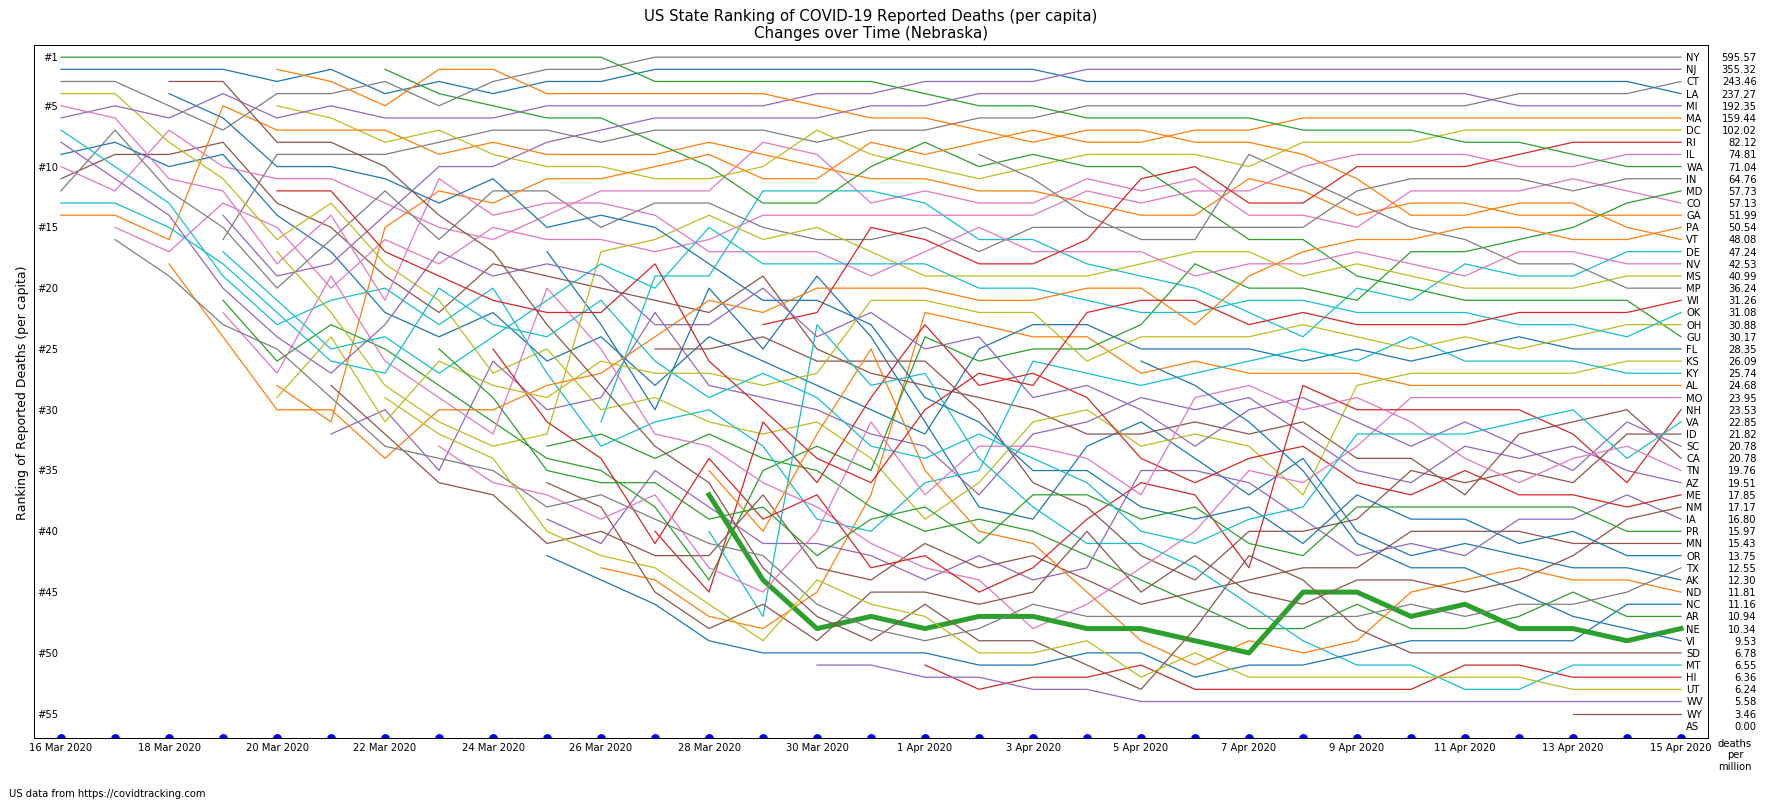 US State Ranking of COVID-19 Reported Deaths (per capita)
Changes over Time (Nebraska)
Ranking of Reported Deaths (per capita)
#1
#5
#10
#15
#20
#25
#30
#35
#40
#45
#50
#55
NY 595.57
NJ 355.32
CT 243.46
LA 237.27
MI 192.35
MA 159.44
DC 102.02
RI 82.12
IL 74.81
WA 71.04
IN 64.76
MD 57.73
CO 57.13
GA 51.99
PA 50.54
VT 48.08
DE 47.24
NV 42.53
MS 40.99
MP 36.24
WI 31.26
OK 31.08
OH 30.88
GU 30.17
FL 28.35
KS 26.09
KY 25.74
AL 24.68
MO 23.95
NH 23.53
VA 22.85
ID 21.82
SC 20.78
CA 20.78
TN 19.76
AZ 19.51
ME 17.85
NM 17.17
IA 16.80
PR 15.97
MN 15.43
OR 13.75
TX 12.55
AK 12.30
ND 11.81
NC 11.16
AR 10.94
NE 10.34
VI 9.53
SD 6.78
MT 6.55
HI 6.36
UT 6.24
WV 5.58
WY 3.46
AS 0.00
16 Mar 2020 18 Mar 2020 20 Mar 2020 22 Mar 2020 24 Mar 2020 26 Mar 2020 28 Mar 2020 30 Mar 2020 1 Apr 2020 3 Apr 2020 5 Apr 2020 7 Apr 2020 9 Apr 2020 11 Apr 2020 13 Apr 2020 15 Apr 2020
deaths
per
million
US data from https://covidtracking.com